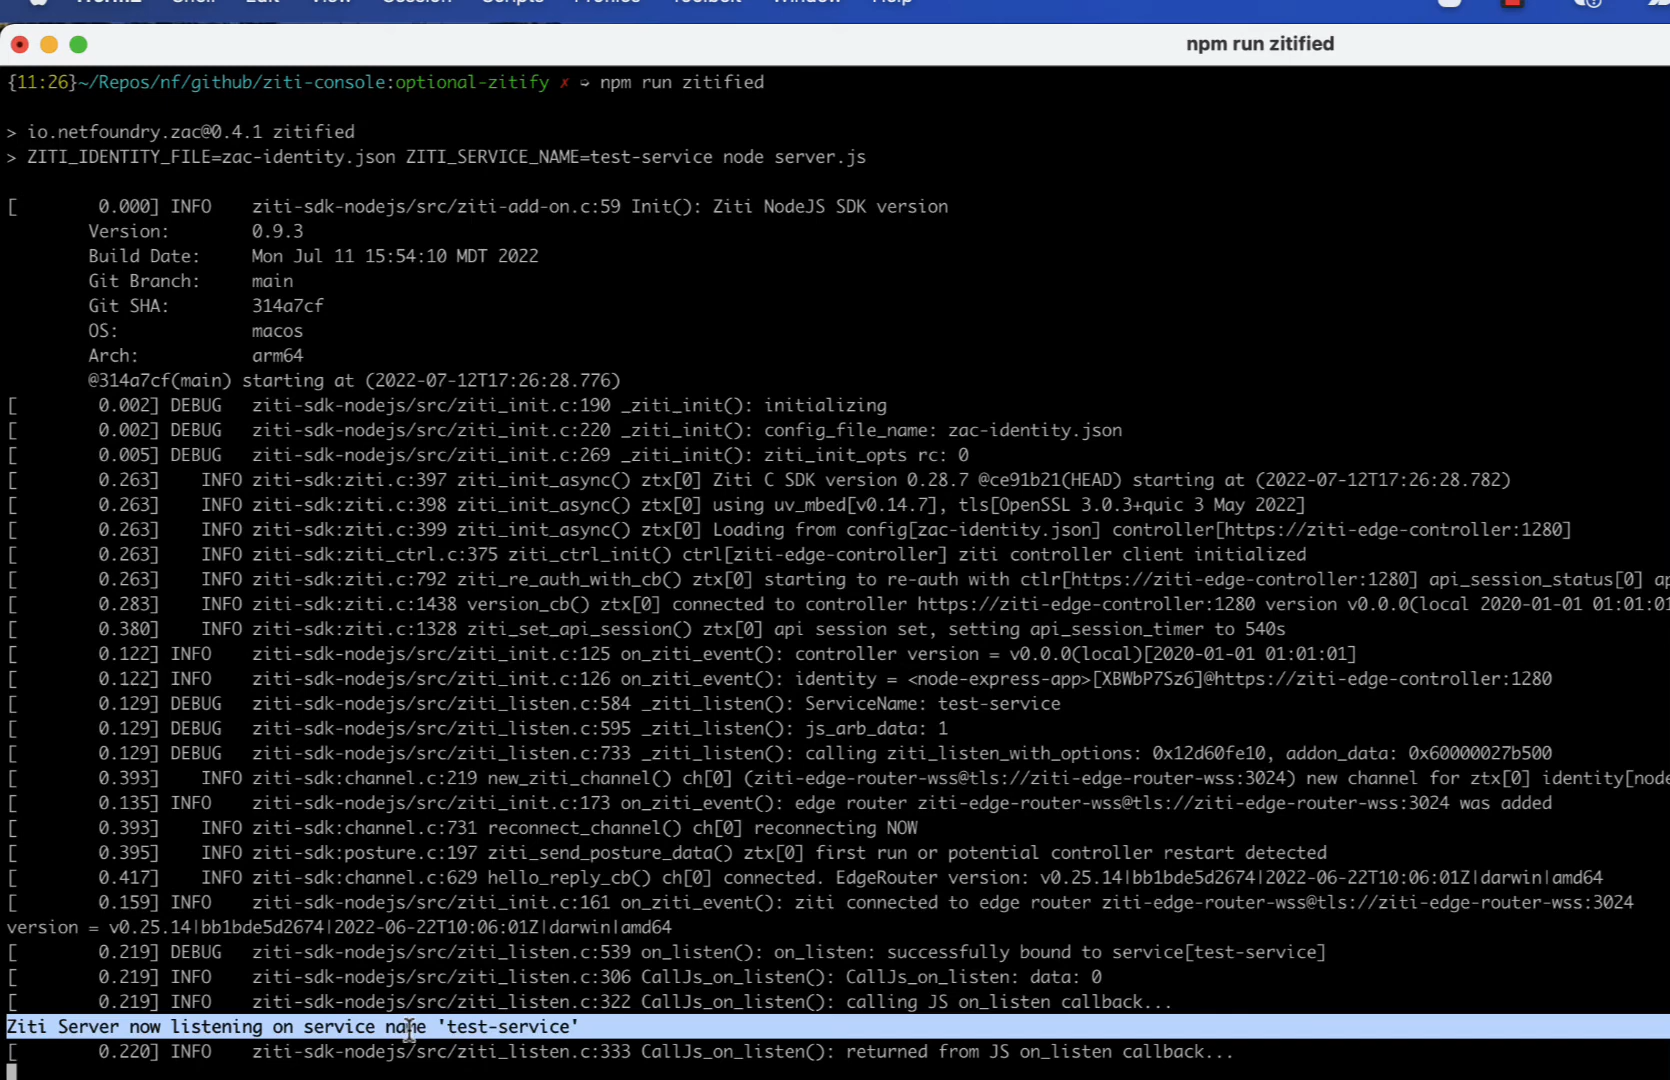 Shell Edit View Session Scripts Profiles Toolbelt Window Help
npm run zitified
{11:26}~/Repos/nf/github/ziti-console:optional-zitify ✗ ➭ npm run zitified
> io.netfoundry.zac@0.4.1 zitified
> ZITI_IDENTITY_FILE=zac-identity.json ZITI_SERVICE_NAME=test-service node server.js
[ 0.000] INFO ziti-sdk-nodejs/src/ziti-add-on.c:59 Init(): Ziti NodeJS SDK version
Version: 0.9.3
Build Date: Mon Jul 11 15:54:10 MDT 2022
Git Branch: main
Git SHA: 314a7cf
OS: macos
Arch: arm64
@314a7cf(main) starting at (2022-07-12T17:26:28.776)
[ 0.002] DEBUG ziti-sdk-nodejs/src/ziti_init.c:190 _ziti_init(): initializing
[ 0.002] DEBUG ziti-sdk-nodejs/src/ziti_init.c:220 _ziti_init(): config_file_name: zac-identity.json
[ 0.005] DEBUG ziti-sdk-nodejs/src/ziti_init.c:269 _ziti_init(): ziti_init_opts rc: 0
[ 0.263] INFO ziti-sdk:ziti.c:397 ziti_init_async() ztx[0] Ziti C SDK version 0.28.7 @ce91b21(HEAD) starting at (2022-07-12T17:26:28.782)
[ 0.263] INFO ziti-sdk:ziti.c:398 ziti_init_async() ztx[0] using uv_mbed[v0.14.7], tls[OpenSSL 3.0.3+quic 3 May 2022]
[ 0.263] INFO ziti-sdk:ziti.c:399 ziti_init_async() ztx[0] Loading from config[zac-identity.json] controller[https://ziti-edge-controller:1280]
[ 0.263] INFO ziti-sdk:ziti_ctrl.c:375 ziti_ctrl_init() ctrl[ziti-edge-controller] ziti controller client initialized
[ 0.263] INFO ziti-sdk:ziti.c:792 ziti_re_auth_with_cb() ztx[0] starting to re-auth with ctlr[https://ziti-edge-controller:1280] api_session_status[0] ap
[ 0.283] INFO ziti-sdk:ziti.c:1438 version_cb() ztx[0] connected to controller https://ziti-edge-controller:1280 version v0.0.0(local 2020-01-01 01:01:01
[ 0.380] INFO ziti-sdk:ziti.c:1328 ziti_set_api_session() ztx[0] api session set, setting api_session_timer to 540s
[ 0.122] INFO ziti-sdk-nodejs/src/ziti_init.c:125 on_ziti_event(): controller version = v0.0.0(local)[2020-01-01 01:01:01]
[ 0.122] INFO ziti-sdk-nodejs/src/ziti_init.c:126 on_ziti_event(): identity = <node-express-app>[XBWbP7Sz6]@https://ziti-edge-controller:1280
[ 0.129] DEBUG ziti-sdk-nodejs/src/ziti_listen.c:584 _ziti_listen(): ServiceName: test-service
[ 0.129] DEBUG ziti-sdk-nodejs/src/ziti_listen.c:595 _ziti_listen(): js_arb_data: 1
[ 0.129] DEBUG ziti-sdk-nodejs/src/ziti_listen.c:733 _ziti_listen(): calling ziti_listen_with_options: 0x12d60fe10, addon_data: 0x60000027b500
[ 0.393] INFO ziti-sdk:channel.c:219 new_ziti_channel() ch[0] (ziti-edge-router-wss@tls://ziti-edge-router-wss:3024) new channel for ztx[0] identity[node
[ 0.135] INFO ziti-sdk-nodejs/src/ziti_init.c:173 on_ziti_event(): edge router ziti-edge-router-wss@tls://ziti-edge-router-wss:3024 was added
[ 0.393] INFO ziti-sdk:channel.c:731 reconnect_channel() ch[0] reconnecting NOW
[ 0.395] INFO ziti-sdk:posture.c:197 ziti_send_posture_data() ztx[0] first run or potential controller restart detected
[ 0.417] INFO ziti-sdk:channel.c:629 hello_reply_cb() ch[0] connected. EdgeRouter version: v0.25.14|bb1bde5d2674|2022-06-22T10:06:01Z|darwin|amd64
[ 0.159] INFO ziti-sdk-nodejs/src/ziti_init.c:161 on_ziti_event(): ziti connected to edge router ziti-edge-router-wss@tls://ziti-edge-router-wss:3024
version = v0.25.14|bb1bde5d2674|2022-06-22T10:06:01Z|darwin|amd64
[ 0.219] DEBUG ziti-sdk-nodejs/src/ziti_listen.c:539 on_listen(): on_listen: successfully bound to service[test-service]
[ 0.219] INFO ziti-sdk-nodejs/src/ziti_listen.c:306 CallJs_on_listen(): CallJs_on_listen: data: 0
[ 0.219] INFO ziti-sdk-nodejs/src/ziti_listen.c:322 CallJs_on_listen(): calling JS on_listen callback...
Ziti Server now listening on service name 'test-service'
[ 0.220] INFO ziti-sdk-nodejs/src/ziti_listen.c:333 CallJs_on_listen(): returned from JS on_listen callback...